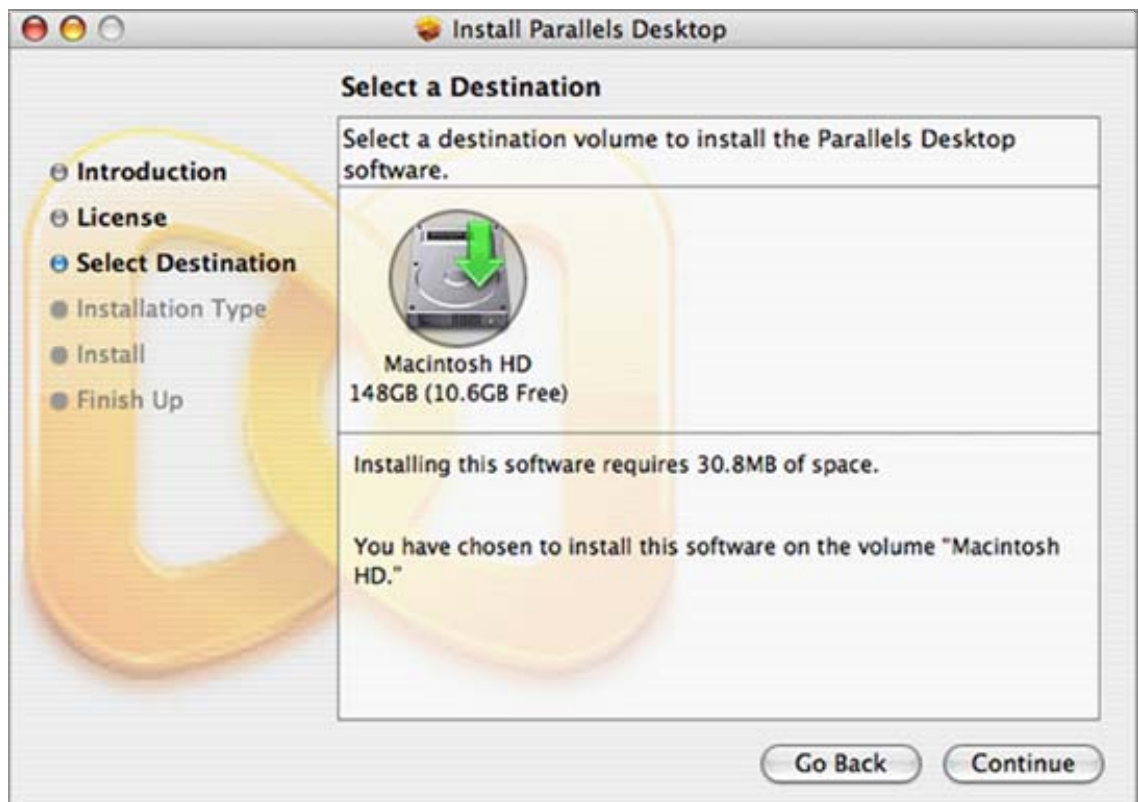 Install Parallels Desktop
Select a Destination
Introduction
License
Select Destination
Installation Type
Install
Finish Up
Select a destination volume to install the Parallels Desktop
software.
Macintosh HD
148GB (10.6GB Free)
Installing this software requires 30.8MB of space.
You have chosen to install this software on the volume "Macintosh
HD."
Go Back
Continue